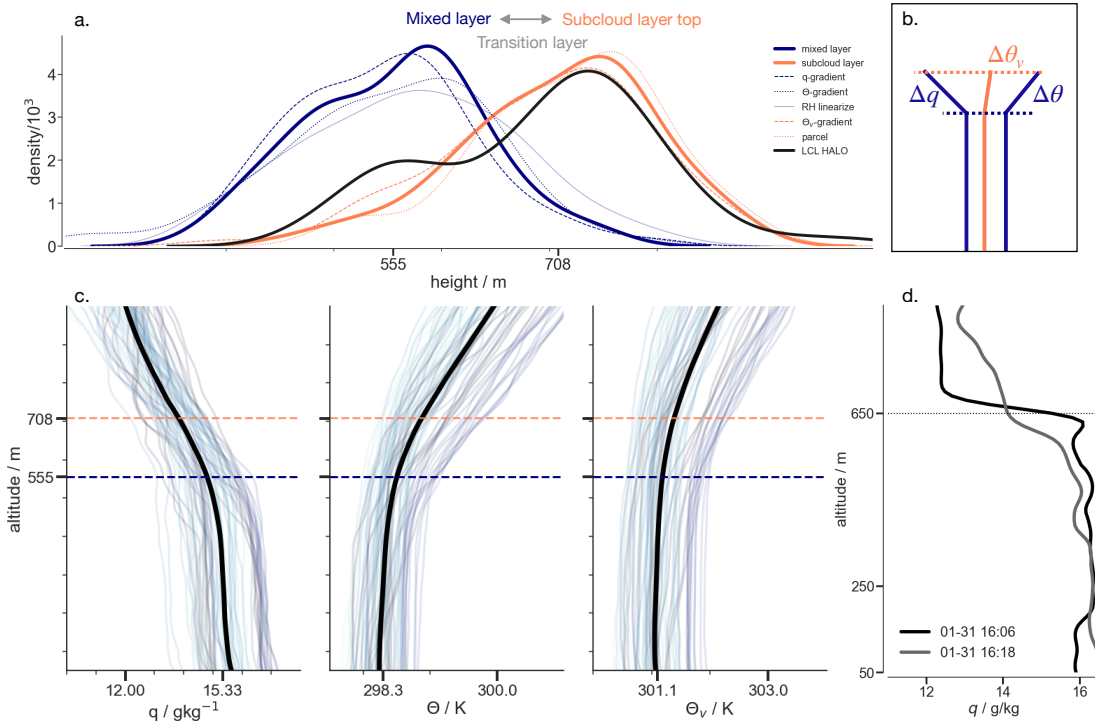 a.
Mixed layer
Subcloud layer top
Transition layer
density/10³
4
3
2
1
0
555
708
height / m
mixed layer
subcloud layer
q-gradient
Θ-gradient
RH linearize
Θᵥ-gradient
parcel
LCL HALO
b.
Δθᵥ
Δq
Δθ
c.
altitude / m
708
555
12.00
15.33
q / gkg⁻¹
298.3
300.0
Θ / K
301.1
303.0
Θᵥ / K
d.
altitude / m
650
250
50
01-31 16:06
01-31 16:18
12
14
16
q / g/kg